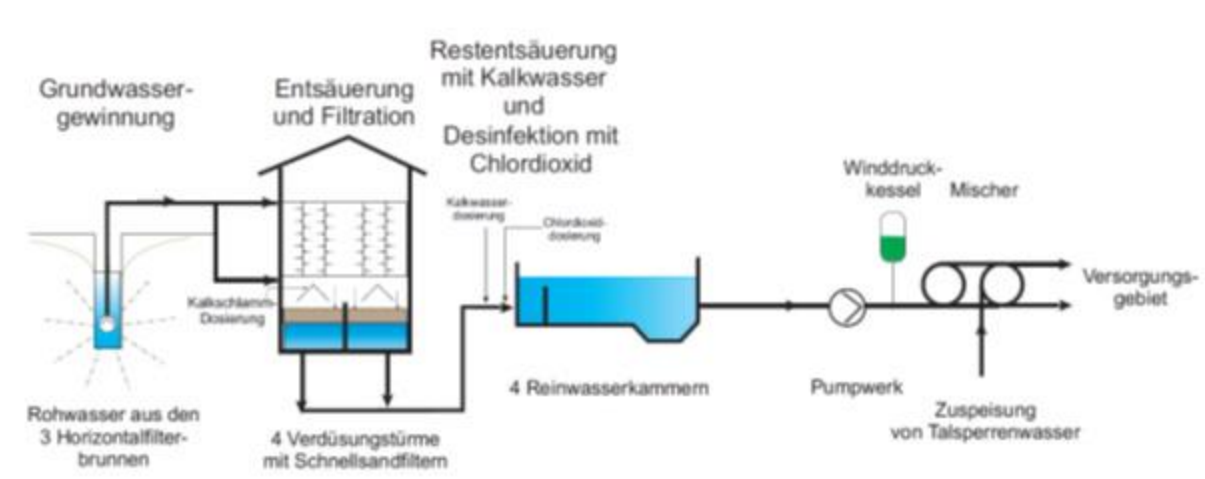 Grundwasser-
gewinnung
Entsäuerung
und Filtration
Restentsäuerung
mit Kalkwasser
und
Desinfektion mit
Chlordioxid
Kalkwasser-
dosierung
Chlordioxid-
dosierung
Kalkschlamm-
Dosierung
Winddruck-
kessel
Mischer
Versorgungs-
gebiet
Rohwasser aus den
3 Horizontalfilter-
brunnen
4 Verdüsungstürme
mit Schnellsandfiltern
4 Reinwasserkammern
Pumpwerk
Zuspeisung
von Talsperrenwasser